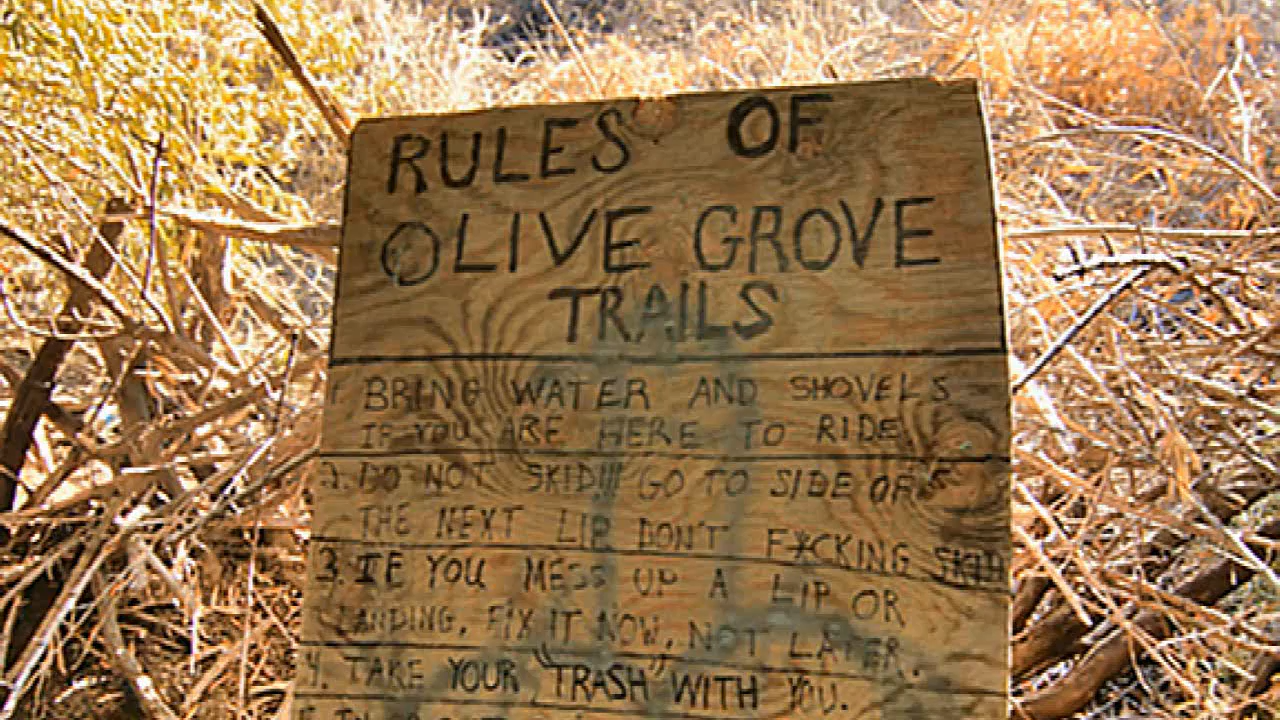 RULES OF
OLIVE GROVE
TRAILS
1. BRING WATER AND SHOVELS
IF YOU ARE HERE TO RIDE
2. DO NOT SKID!!! GO TO SIDE OF
THE NEXT LIP DON'T F*CKING SKID
3. IF YOU MESS UP A LIP OR
LANDING, FIX IT NOW, NOT LATER.
4. TAKE YOUR "TRASH" WITH YOU.